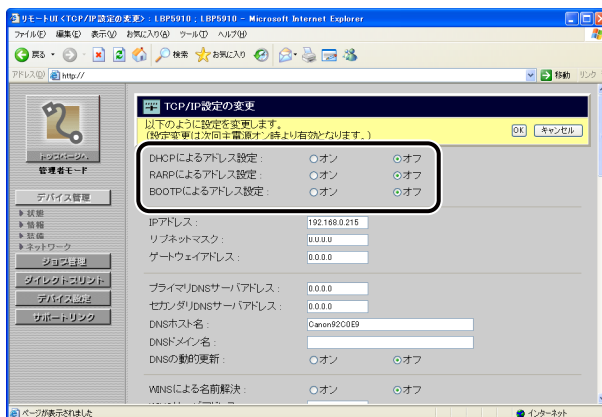 リモートUI <TCP/IP設定の変更> : LBP5910 ; LBP5910 - Microsoft Internet Explorer
ファイル(F) 編集(E) 表示(V) お気に入り(A) ツール(T) ヘルプ(H)
戻る 検索 お気に入り
アドレス(D) http:// 移動 リンク
トップページへ
管理者モード
デバイス管理
状態
情報
装備
ネットワーク
ジョブ管理
ダイレクトプリント
デバイス設定
サポートリンク
TCP/IP設定の変更
以下のように設定を変更します。
(設定変更は次回主電源オン時より有効となります。)
OK キャンセル
DHCPによるアドレス設定 : オン オフ
RARPによるアドレス設定 : オン オフ
BOOTPによるアドレス設定 : オン オフ
IPアドレス : 192.168.0.215
サブネットマスク : 0.0.0.0
ゲートウェイアドレス : 0.0.0.0
プライマリDNSサーバアドレス : 0.0.0.0
セカンダリDNSサーバアドレス : 0.0.0.0
DNSホスト名 : Canon92C0E9
DNSドメイン名 :
DNSの動的更新 : オン オフ
WINSによる名前解決 : オン オフ
ページが表示されました インターネット